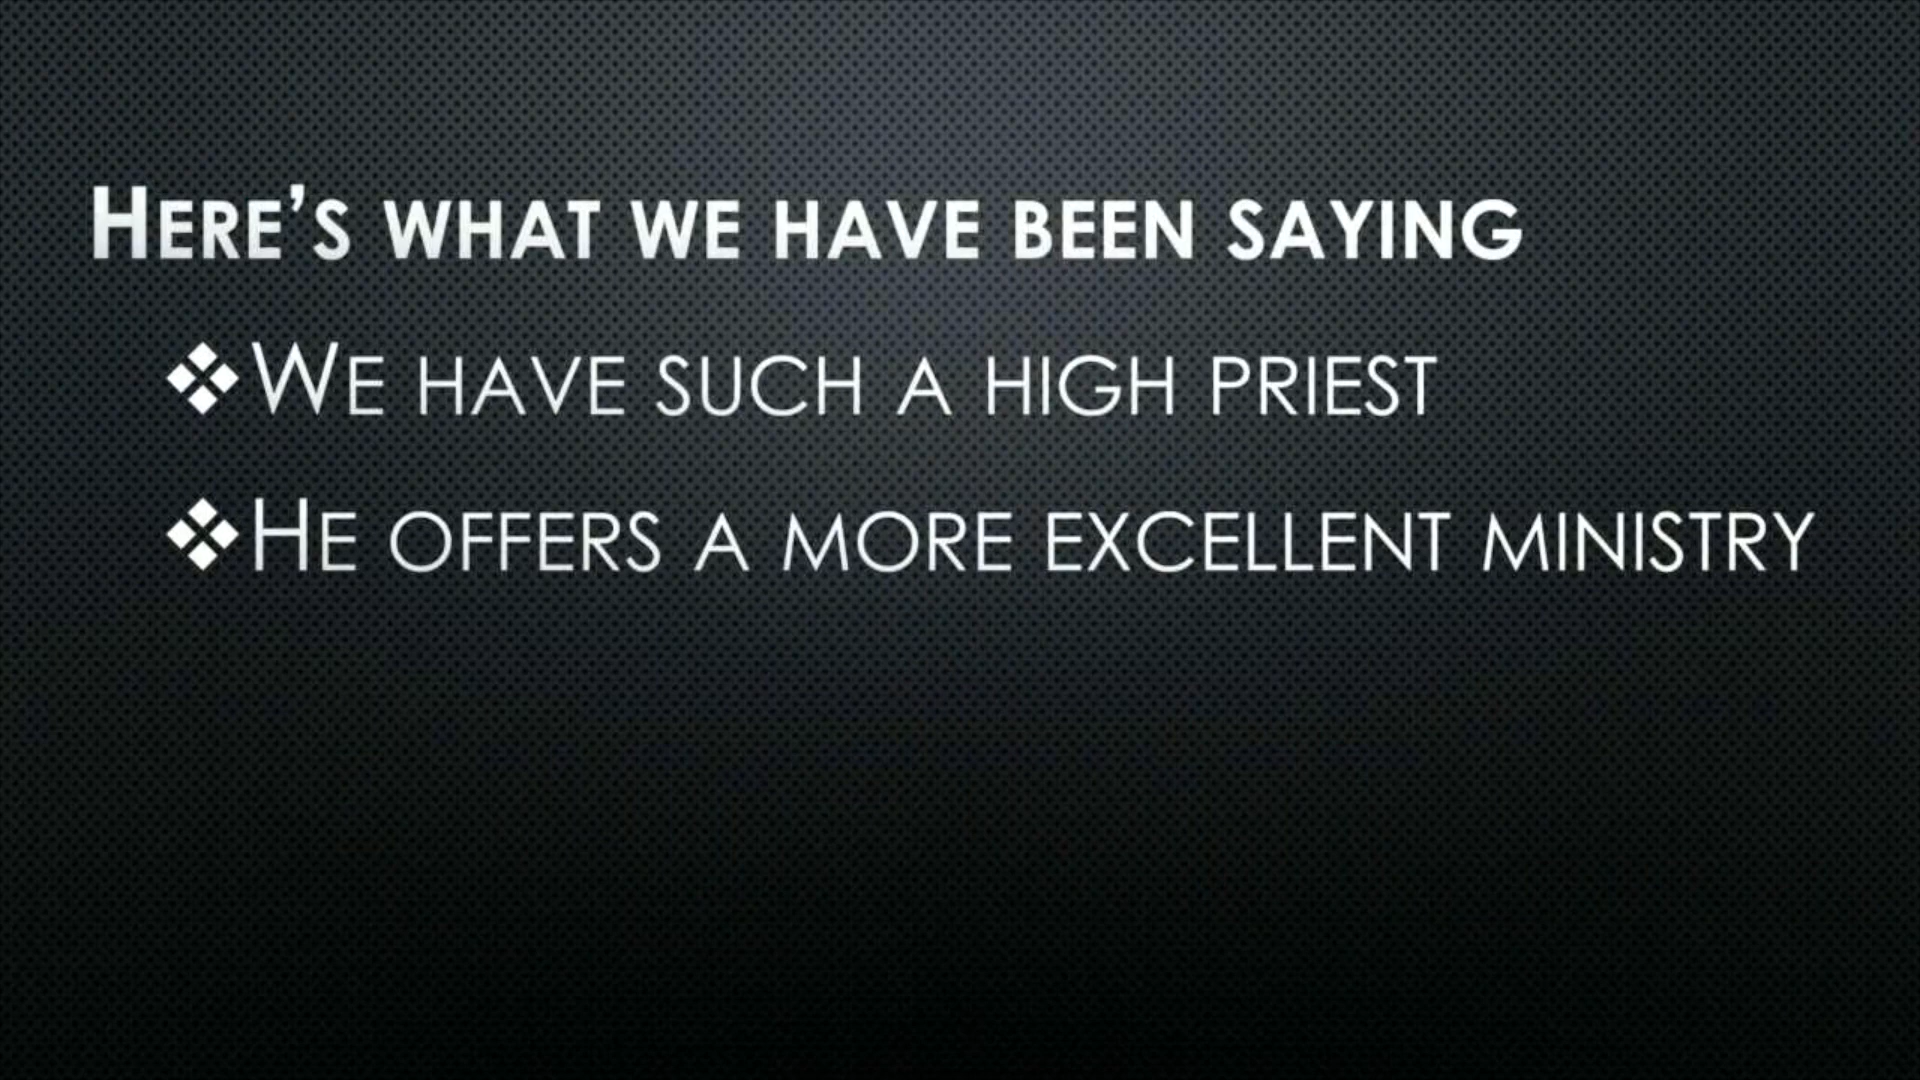 Here's what we have been saying
❖We have such a high priest
❖He offers a more excellent ministry